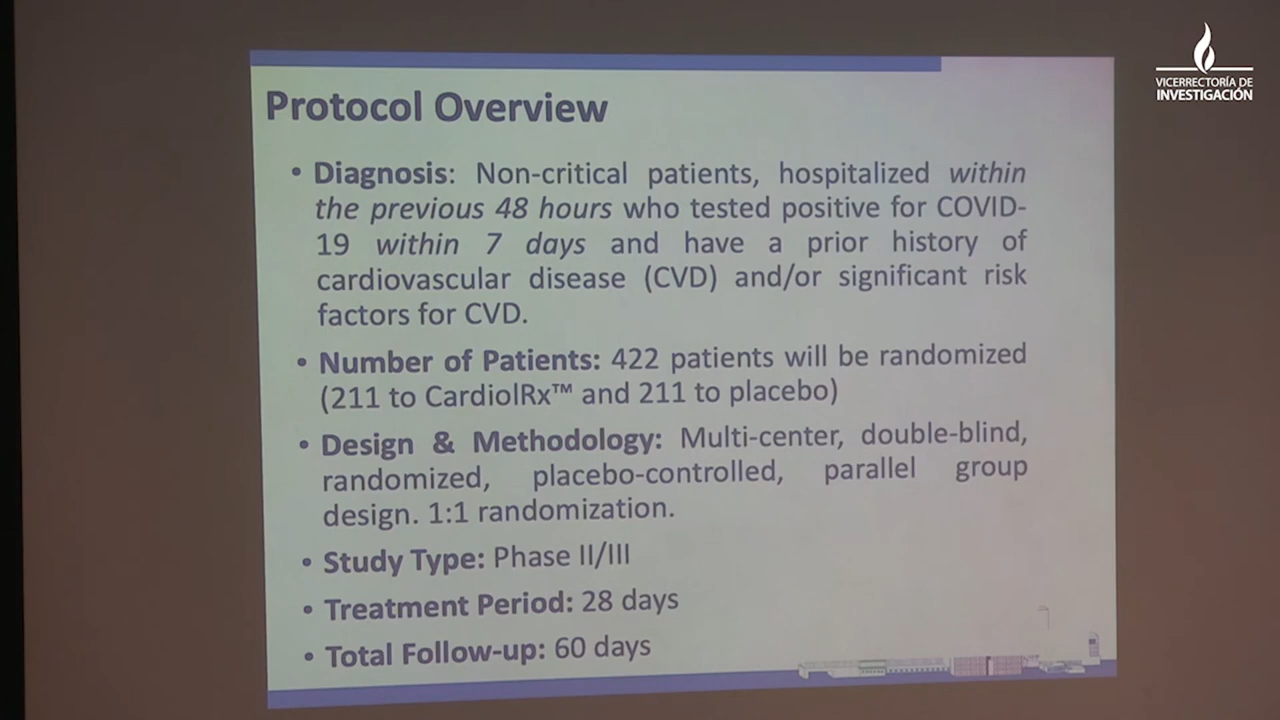 VICERRECTORÍA DE
INVESTIGACIÓN
Protocol Overview
• Diagnosis: Non-critical patients, hospitalized within
the previous 48 hours who tested positive for COVID-
19 within 7 days and have a prior history of
cardiovascular disease (CVD) and/or significant risk
factors for CVD.
• Number of Patients: 422 patients will be randomized
(211 to CardiolRx™ and 211 to placebo)
• Design & Methodology: Multi-center, double-blind,
randomized, placebo-controlled, parallel group
design. 1:1 randomization.
• Study Type: Phase II/III
• Treatment Period: 28 days
• Total Follow-up: 60 days